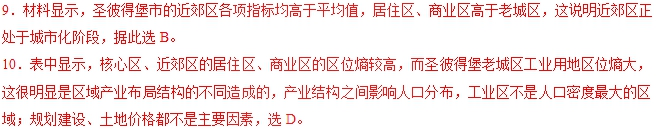 9．材料显示，圣彼得堡市的近郊区各项指标均高于平均值，居住区、商业区高于老城区，这说明近郊区正
处于城市化阶段，据此选 B。
10．表中显示，核心区、近郊区的居住区、商业区的区位熵较高，而圣彼得堡老城区工业用地区位熵大，
这很明显是区域产业布局结构的不同造成的，产业结构之间影响人口分布，工业区不是人口密度最大的区
域；规划建设、土地价格都不是主要因素，选 D。